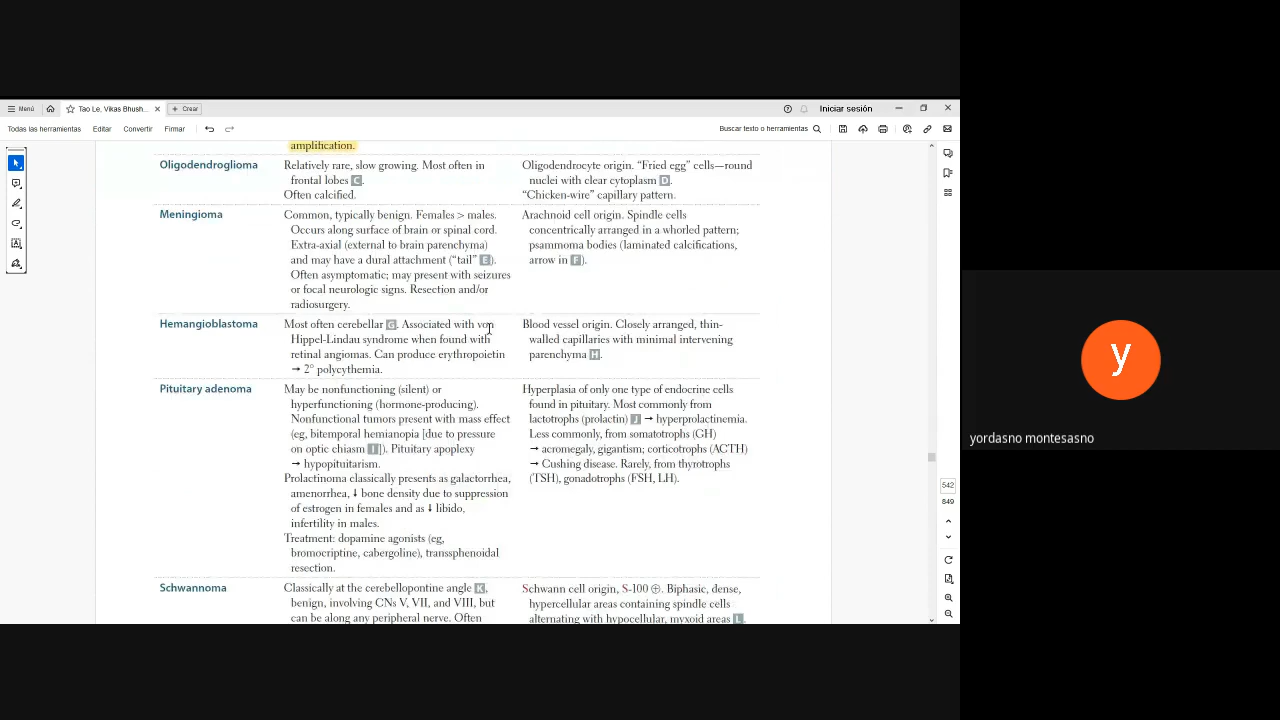 Menú
Tao Le, Vikas Bhush...
Crear
Iniciar sesión
Todas las herramientas
Editar
Convertir
Firmar
Buscar texto o herramientas
amplification.
Oligodendroglioma
Relatively rare, slow growing. Most often in
frontal lobes C.
Often calcified.
Oligodendrocyte origin. “Fried egg” cells—round
nuclei with clear cytoplasm D.
“Chicken-wire” capillary pattern.
Meningioma
Common, typically benign. Females > males.
Occurs along surface of brain or spinal cord.
Extra-axial (external to brain parenchyma)
and may have a dural attachment (“tail” E).
Often asymptomatic; may present with seizures
or focal neurologic signs. Resection and/or
radiosurgery.
Arachnoid cell origin. Spindle cells
concentrically arranged in a whorled pattern;
psammoma bodies (laminated calcifications,
arrow in F).
Hemangioblastoma
Most often cerebellar G. Associated with von
Hippel-Lindau syndrome when found with
retinal angiomas. Can produce erythropoietin
→ 2° polycythemia.
Blood vessel origin. Closely arranged, thin-
walled capillaries with minimal intervening
parenchyma H.
Pituitary adenoma
May be nonfunctioning (silent) or
hyperfunctioning (hormone-producing).
Nonfunctional tumors present with mass effect
(eg, bitemporal hemianopia [due to pressure
on optic chiasm I]). Pituitary apoplexy
→ hypopituitarism.
Prolactinoma classically presents as galactorrhea,
amenorrhea, ↓ bone density due to suppression
of estrogen in females and as ↓ libido,
infertility in males.
Treatment: dopamine agonists (eg,
bromocriptine, cabergoline), transsphenoidal
resection.
Hyperplasia of only one type of endocrine cells
found in pituitary. Most commonly from
lactotrophs (prolactin) J → hyperprolactinemia.
Less commonly, from somatotrophs (GH)
→ acromegaly, gigantism; corticotrophs (ACTH)
→ Cushing disease. Rarely, from thyrotrophs
(TSH), gonadotrophs (FSH, LH).
Schwannoma
Classically at the cerebellopontine angle K,
benign, involving CNs V, VII, and VIII, but
can be along any peripheral nerve. Often
Schwann cell origin, S-100 ⊕. Biphasic, dense,
hypercellular areas containing spindle cells
alternating with hypocellular, myxoid areas L.
542
849
y
yordasno montesasno